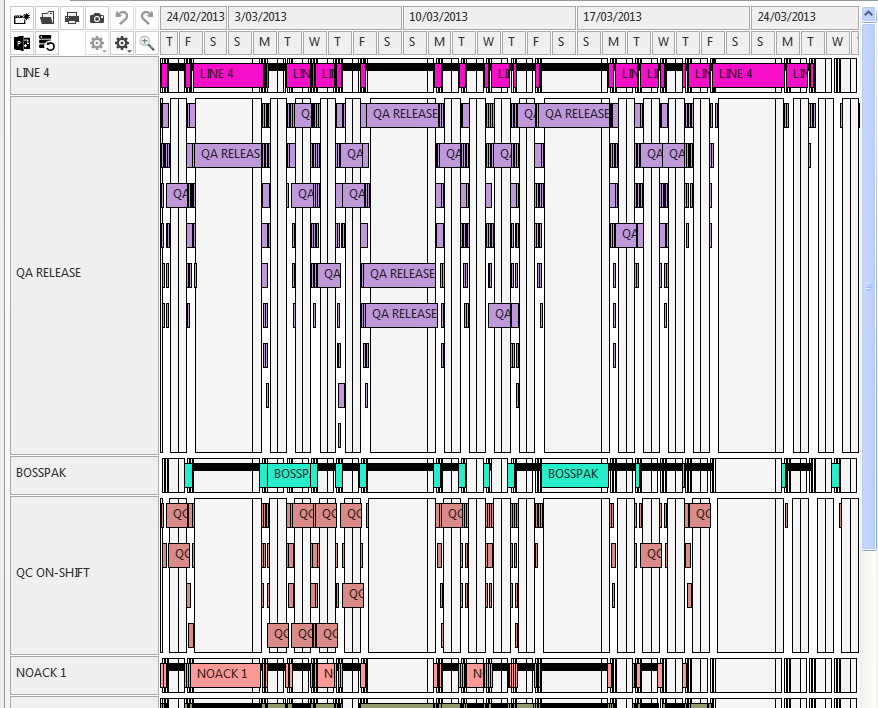 24/02/2013 3/03/2013 10/03/2013 17/03/2013 24/03/2013
T F S S M T W T F S S M T W T F S S M T W T F S S M T W
LINE 4 LINE 4 LIN LIN LIN LIN LIN LIN LINE 4 LIN
QA QA RELEASE QA QA RELEASE
QA RELEAS QA QA QA QA QA
QA QA QA
QA
QA RELEASE QA QA RELEASE
QA RELEASE QA
BOSSPAK BOSSP BOSSPAK
QC QC QC QC QC QC
QC QC
QC ON-SHIFT
QC
QC QC QC
NOACK 1 NOACK 1 N N